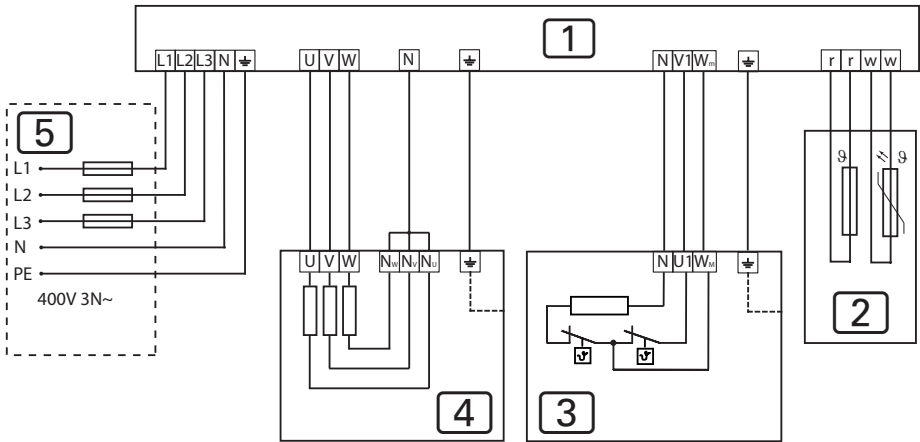 1
L1 L2 L3 N ⏚ U V W N ⏚ N V1 Wm ⏚ r r w w
5
L1
L2
L3
N
PE
400V 3N~
U V W Nw Nv Nu ⏚
N U1 WM ⏚
ϑ ϑ
2
4
3
ϑ ϑ